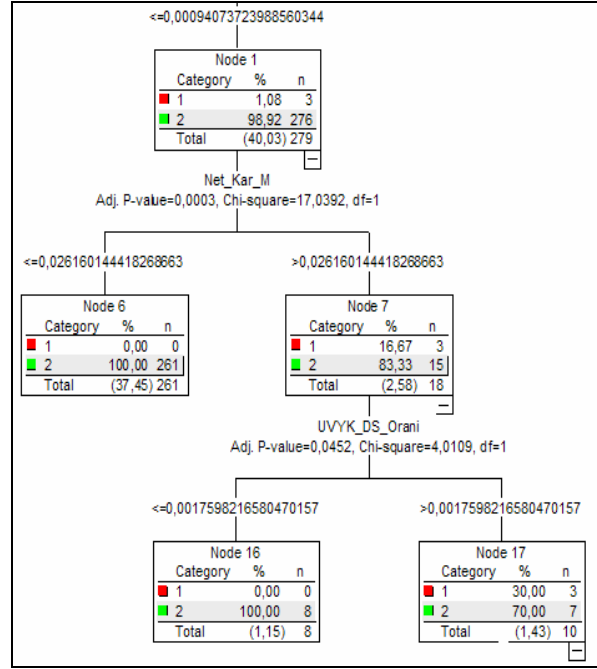 <=0,00094073723988560344
Node 1
Category % n
1 1,08 3
2 98,92 276
Total (40,03) 279
Net_Kar_M
Adj. P-value=0,0003, Chi-square=17,0392, df=1
<=0,026160144418268663 >0,026160144418268663
Node 6
Category % n
1 0,00 0
2 100,00 261
Total (37,45) 261
Node 7
Category % n
1 16,67 3
2 83,33 15
Total (2,58) 18
UVYK_DS_Orani
Adj. P-value=0,0452, Chi-square=4,0109, df=1
<=0,0017598216580470157 >0,0017598216580470157
Node 16
Category % n
1 0,00 0
2 100,00 8
Total (1,15) 8
Node 17
Category % n
1 30,00 3
2 70,00 7
Total (1,43) 10